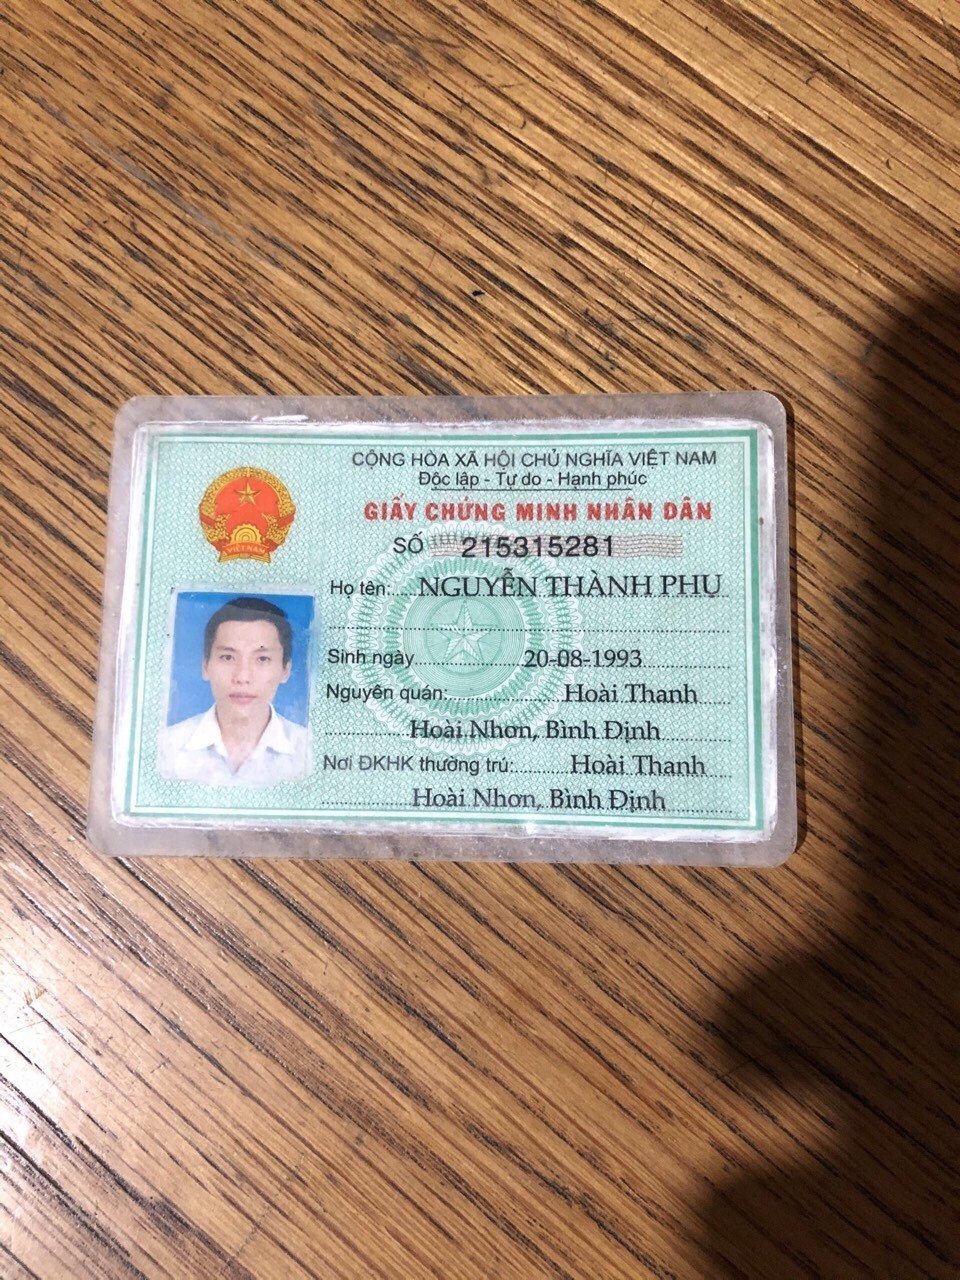 CỘNG HÒA XÃ HỘI CHỦ NGHĨA VIỆT NAM
Độc lập - Tự do - Hạnh phúc
GIẤY CHỨNG MINH NHÂN DÂN
SỐ 215315281
VIỆT NAM
Họ tên: NGUYỄN THÀNH PHỤ
Sinh ngày 20-08-1993
Nguyên quán: Hoài Thanh
Hoài Nhơn, Bình Định
Nơi ĐKHK thường trú: Hoài Thanh
Hoài Nhơn, Bình Định